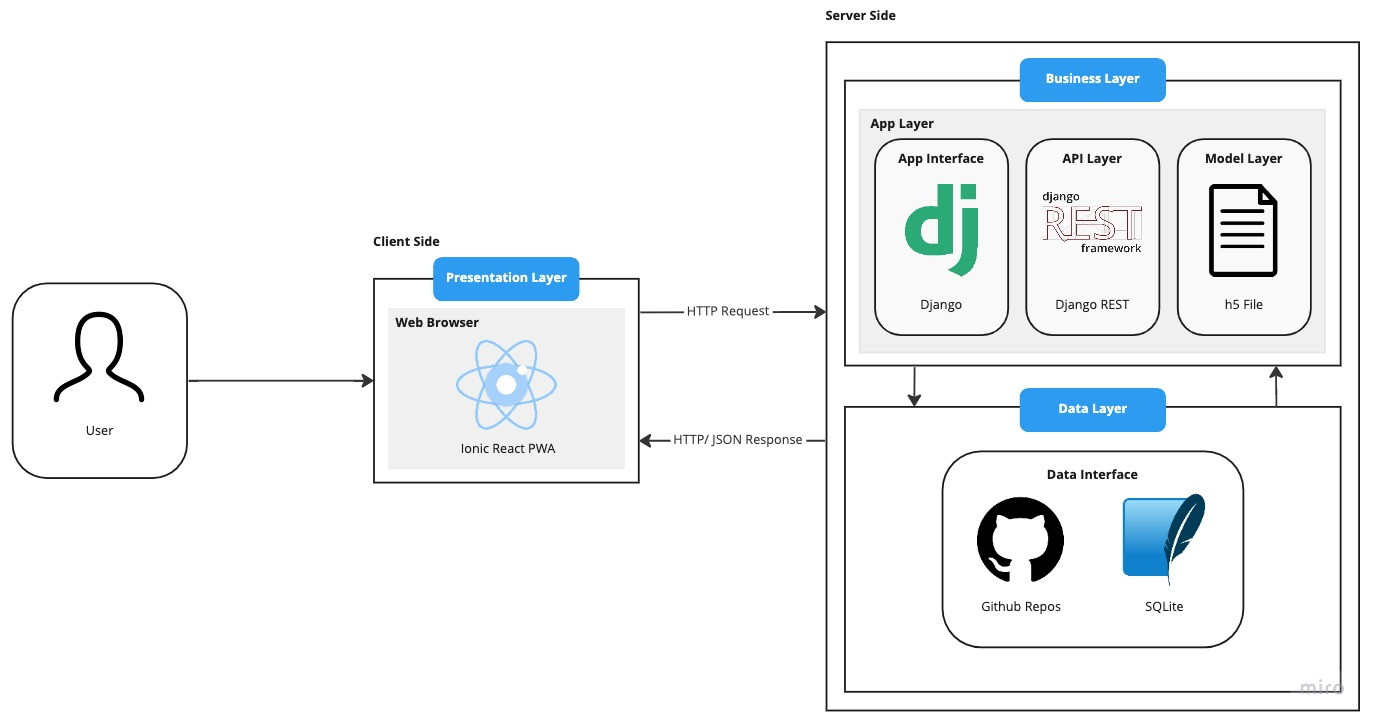 Server Side
Business Layer
App Layer
App Interface
API Layer
Model Layer
django
REST
framework
Django
Django REST
h5 File
Client Side
Presentation Layer
Web Browser
Ionic React PWA
User
HTTP Request
HTTP/ JSON Response
Data Layer
Data Interface
Github Repos
SQLite
dj
miro